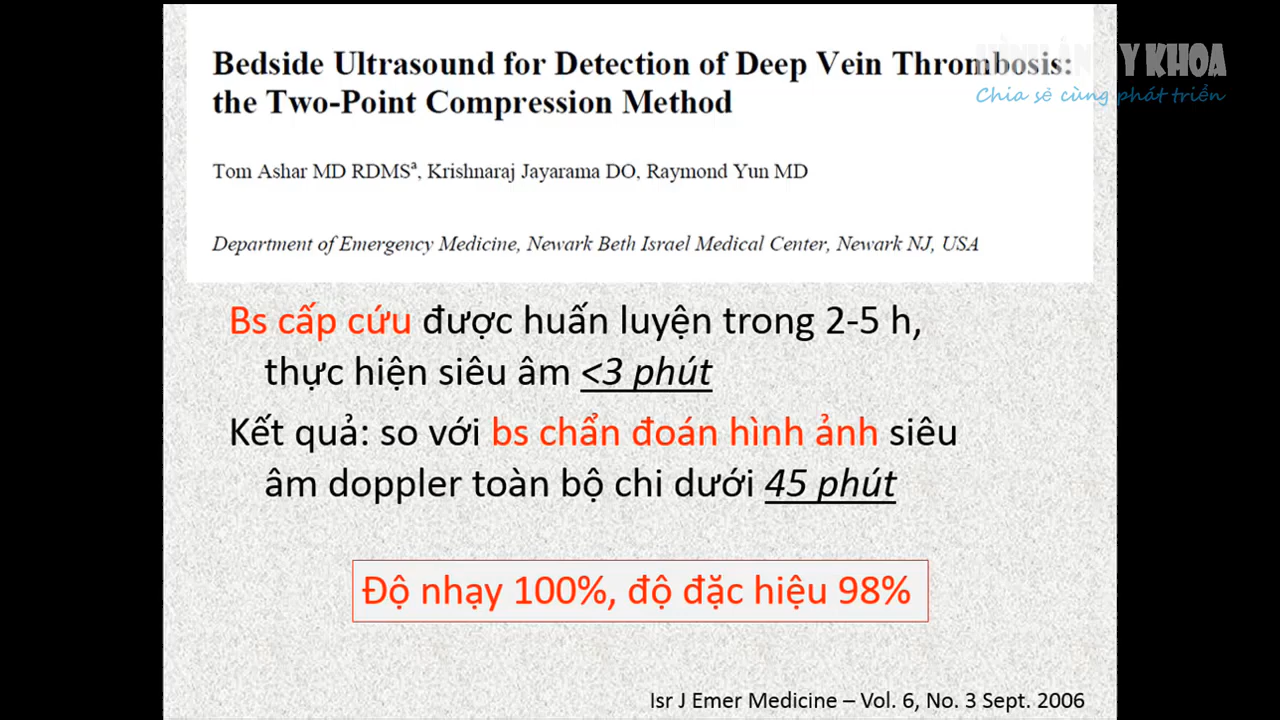 Bedside Ultrasound for Detection of Deep Vein Thrombosis:
the Two-Point Compression Method
Y KHOA
Chia sẻ cùng phát triển
Tom Ashar MD RDMSª, Krishnaraj Jayarama DO, Raymond Yun MD
Department of Emergency Medicine, Newark Beth Israel Medical Center, Newark NJ, USA
Bs cấp cứu được huấn luyện trong 2-5 h,
thực hiện siêu âm <3 phút
Kết quả: so với bs chẩn đoán hình ảnh siêu
âm doppler toàn bộ chi dưới 45 phút
Độ nhạy 100%, độ đặc hiệu 98%
Isr J Emer Medicine – Vol. 6, No. 3 Sept. 2006